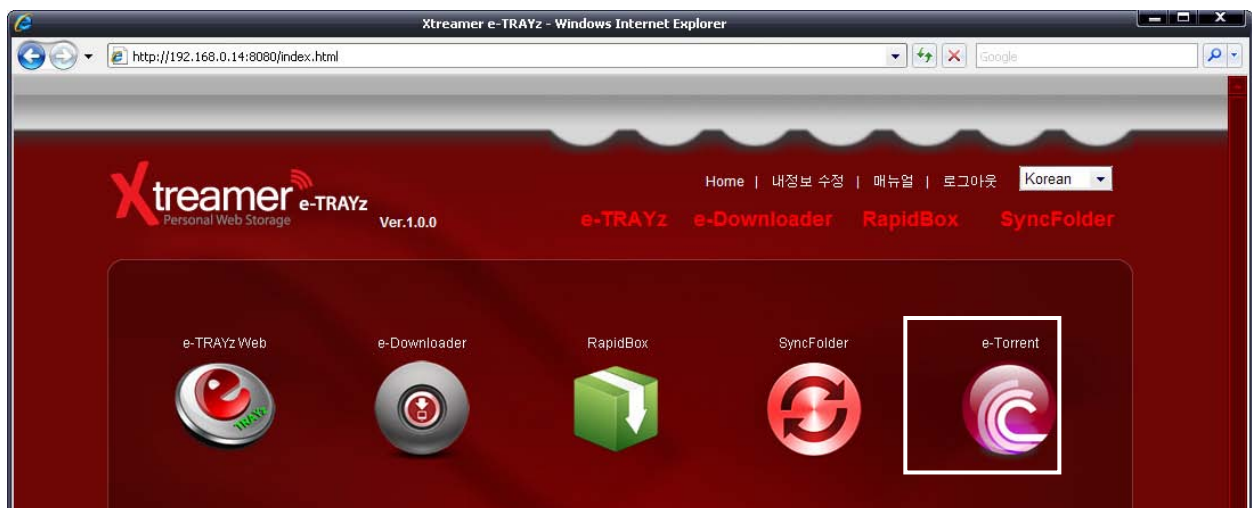 Xtreamer e-TRAYz - Windows Internet Explorer
http://192.168.0.14:8080/index.html
Google
Home | 내정보 수정 | 매뉴얼 | 로그아웃 Korean
Xtreamer e-TRAYz
Personal Web Storage
Ver.1.0.0
e-TRAYz e-Downloader RapidBox SyncFolder
e-TRAYz Web e-Downloader RapidBox SyncFolder e-Torrent
e TRAYz